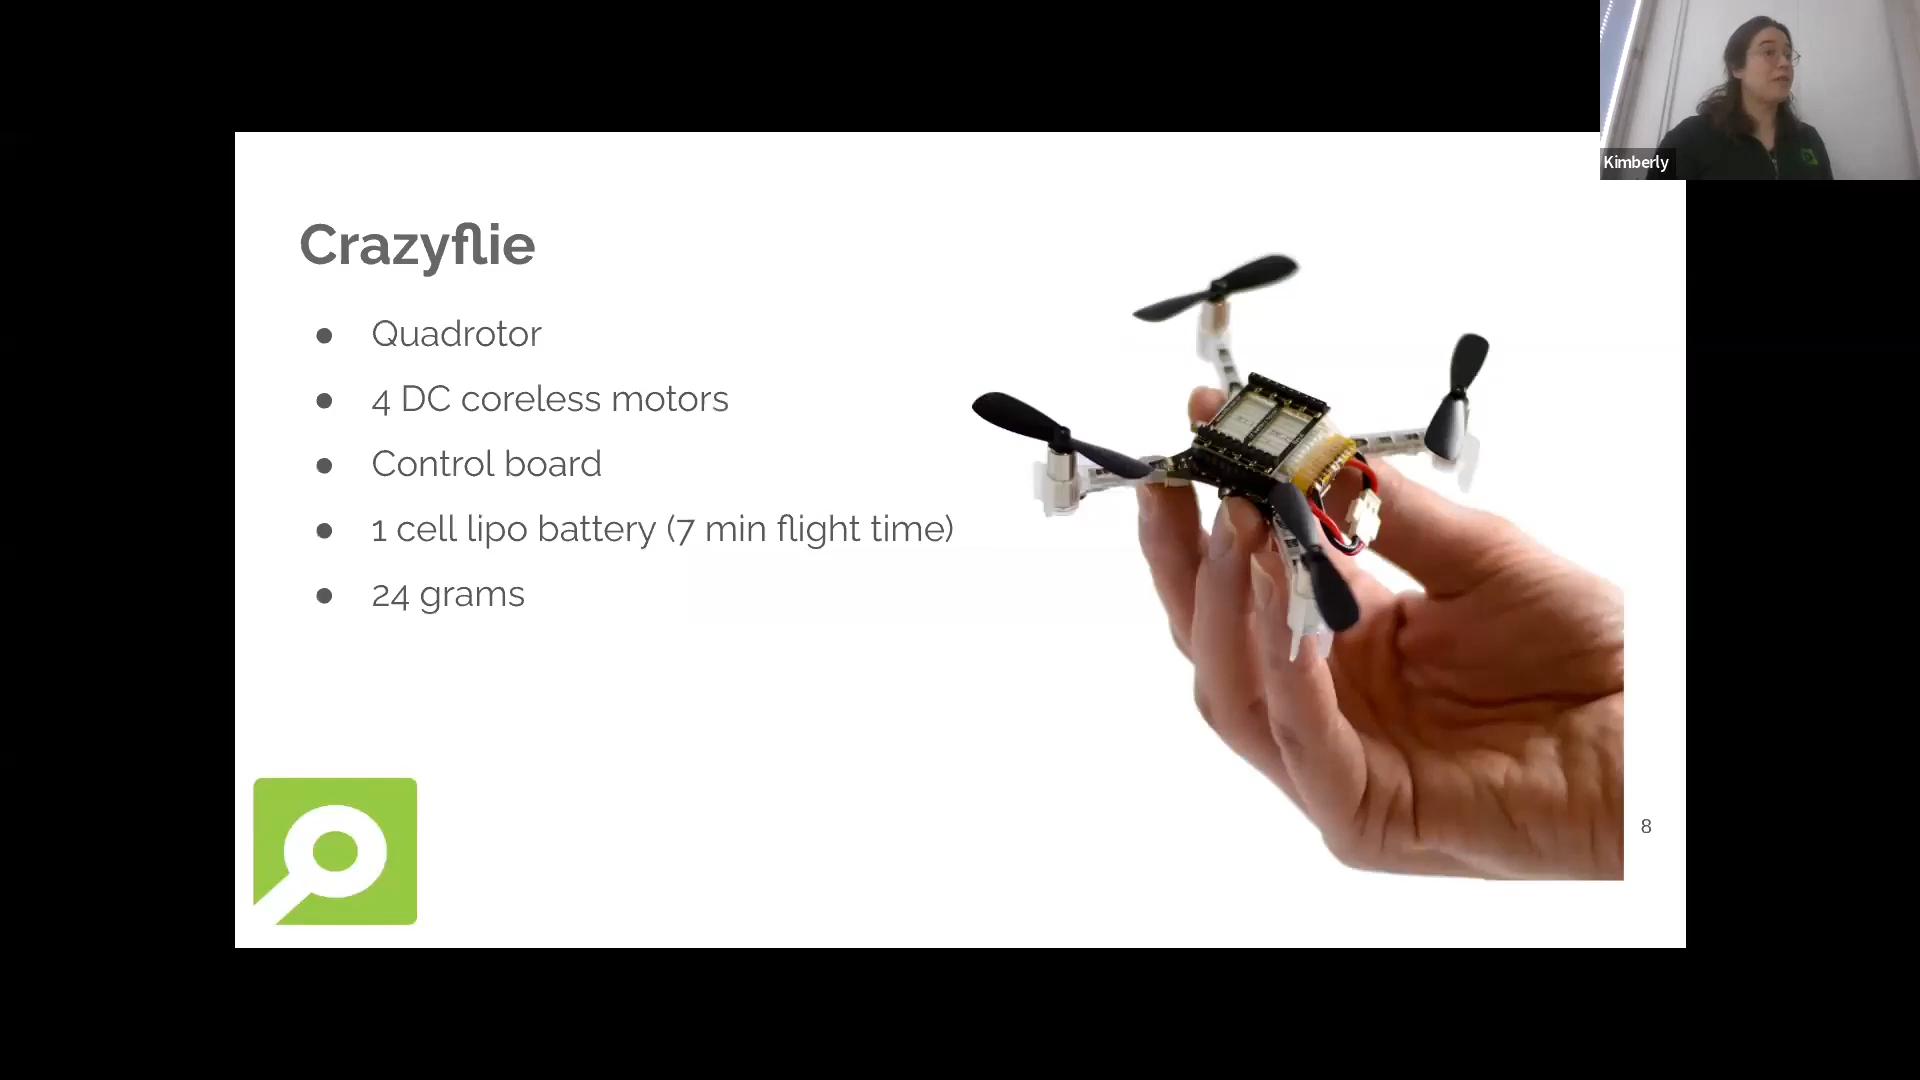 Kimberly
Crazyflie
● Quadrotor
● 4 DC coreless motors
● Control board
● 1 cell lipo battery (7 min flight time)
● 24 grams
8